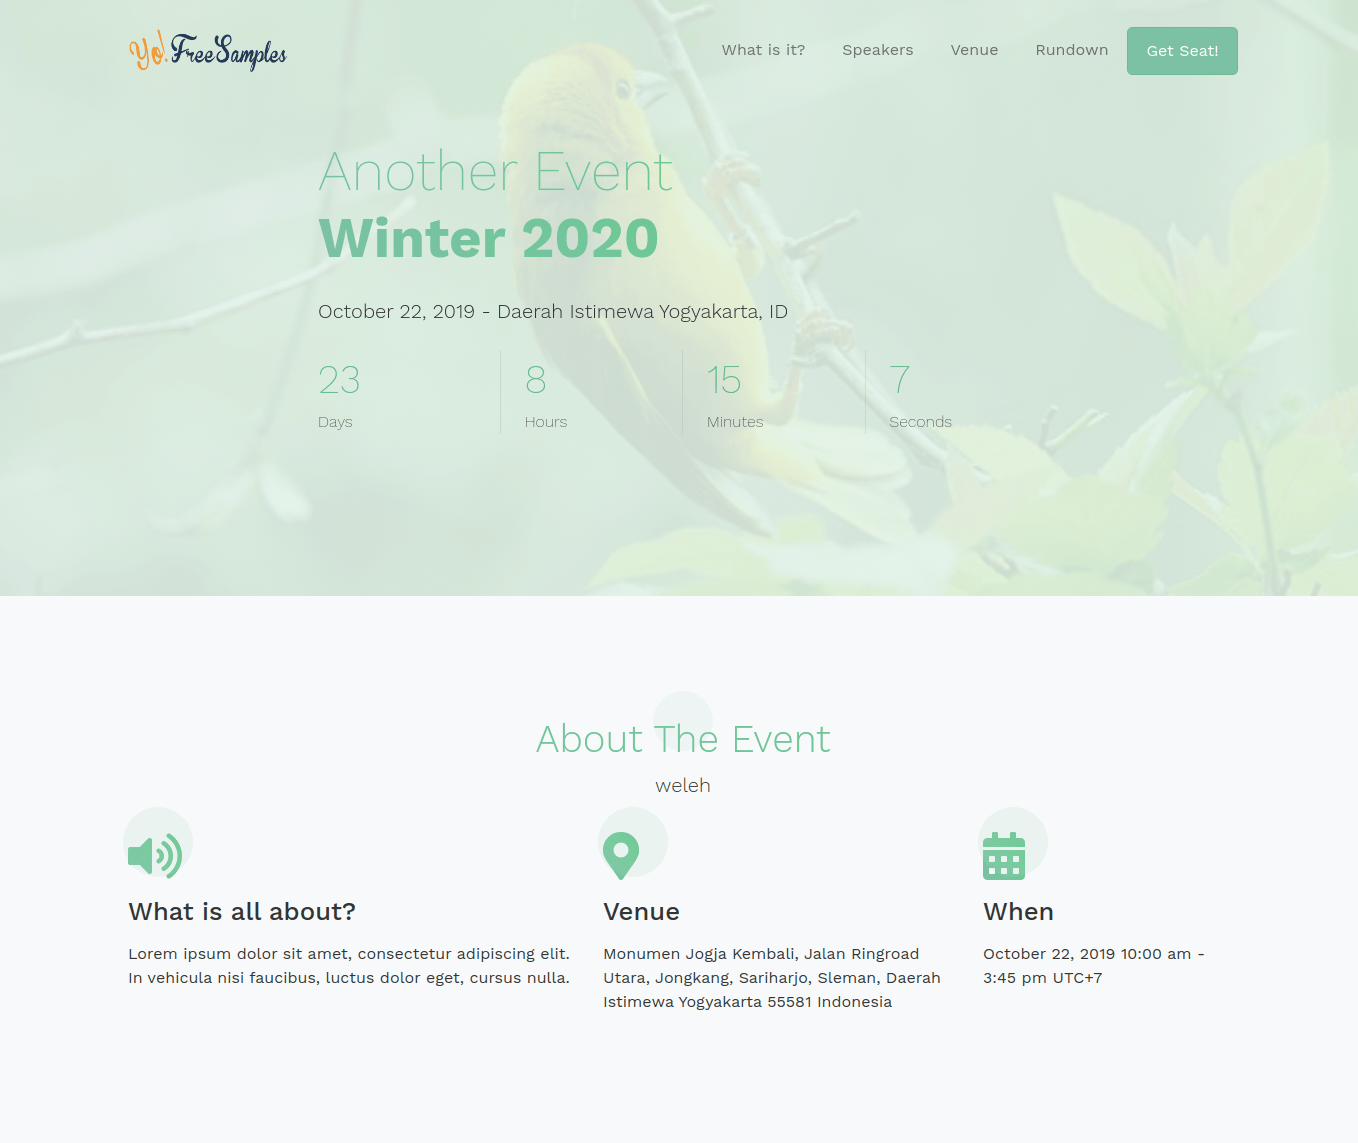 Yo! FreeSamples
What is it?
Speakers
Venue
Rundown
Get Seat!
Another Event
Winter 2020
October 22, 2019 - Daerah Istimewa Yogyakarta, ID
23
Days
8
Hours
15
Minutes
7
Seconds
About The Event
weleh
What is all about?
Lorem ipsum dolor sit amet, consectetur adipiscing elit.
In vehicula nisi faucibus, luctus dolor eget, cursus nulla.
Venue
Monumen Jogja Kembali, Jalan Ringroad
Utara, Jongkang, Sariharjo, Sleman, Daerah
Istimewa Yogyakarta 55581 Indonesia
When
October 22, 2019 10:00 am -
3:45 pm UTC+7